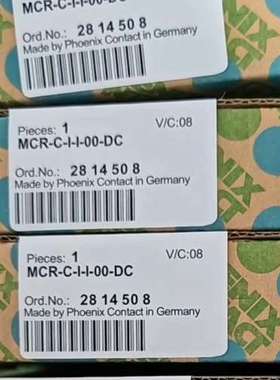 MCR-C-I-I-00-DC
Ord.No.: 28 14 50 8
Made by Phoenix Contact in Germany
Pieces: 1 V/C:08
MCR-C-I-I-00-DC
Ord.No.: 28 14 50 8
Made by Phoenix Contact in Germany
Pieces: 1 V/C:08
MCR-C-I-I-00-DC
Ord.No.: 28 14 50 8
Made by Phoenix Contact in Germany